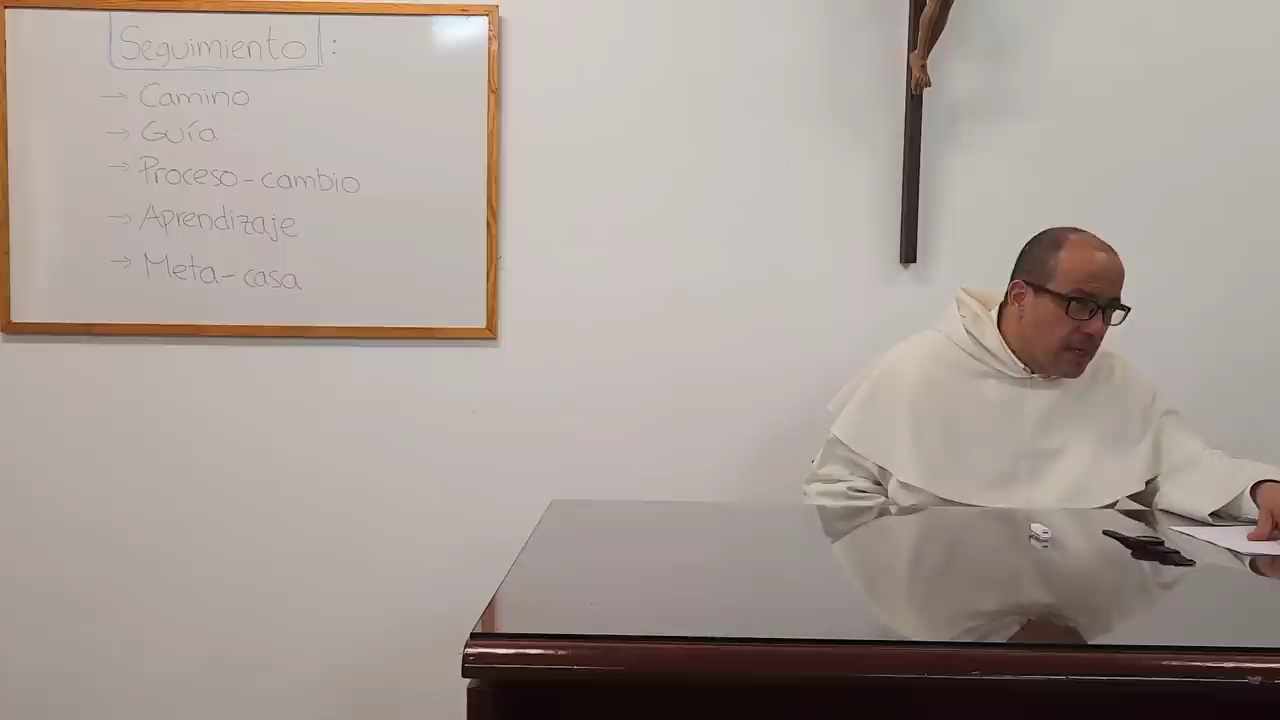 Seguimiento :
→ Camino
→ Guía
→ Proceso-cambio
→ Aprendizaje
→ Meta-casa